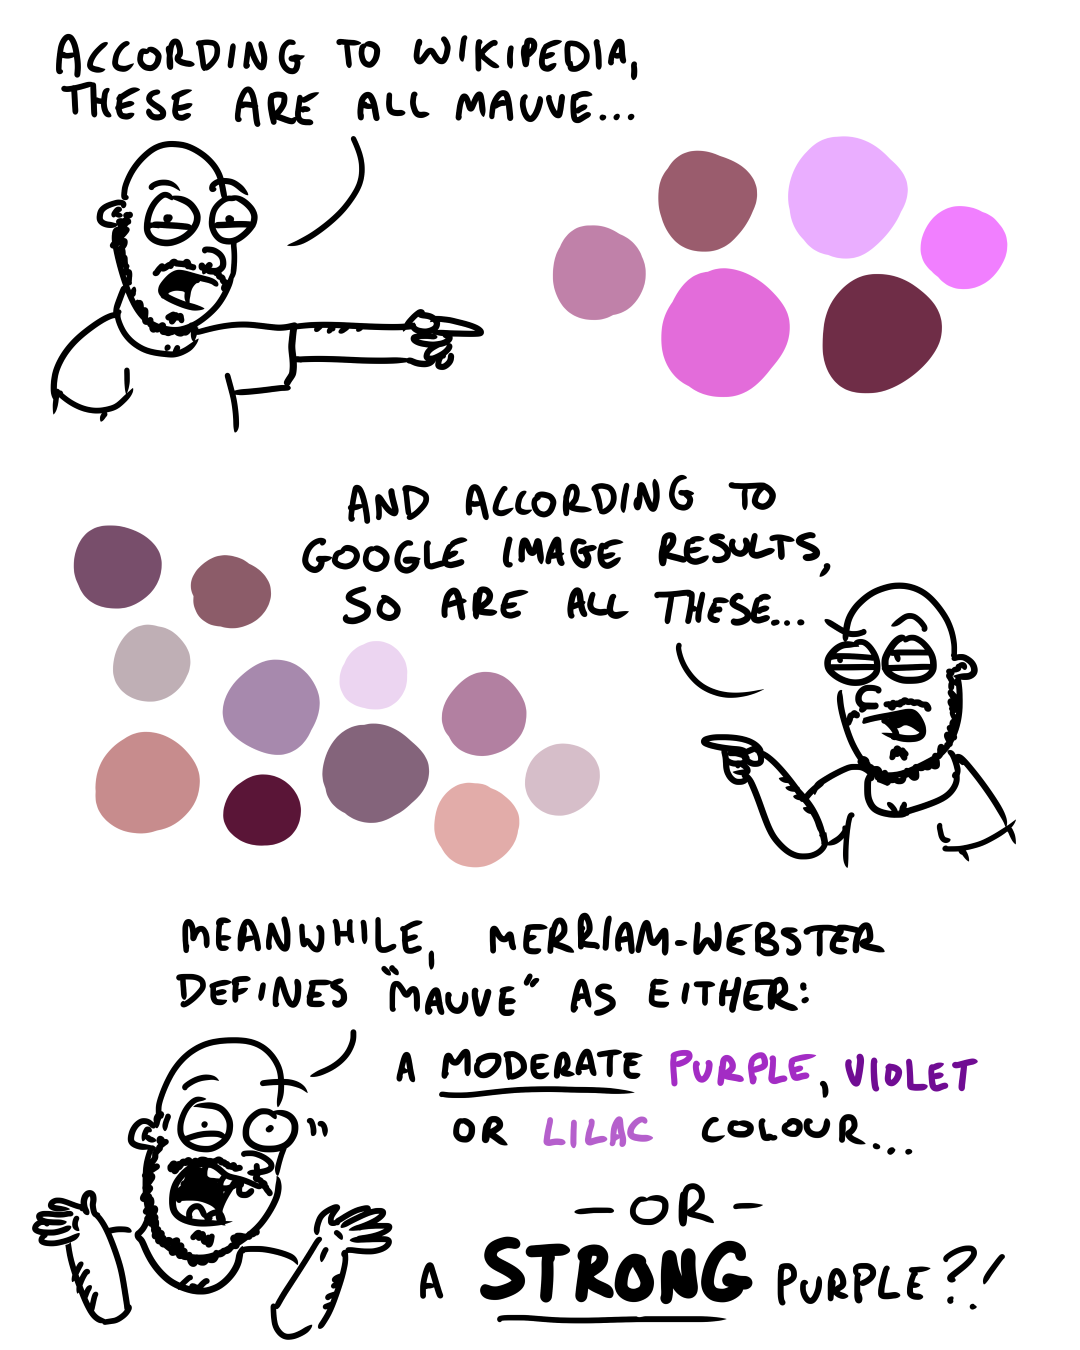 ACCORDING TO WIKIPEDIA,
THESE ARE ALL MAUVE...
AND ACCORDING TO
GOOGLE IMAGE RESULTS,
SO ARE ALL THESE...
MEANWHILE, MERRIAM-WEBSTER
DEFINES "MAUVE" AS EITHER:
A MODERATE PURPLE, VIOLET
OR LILAC COLOUR...
— OR —
A STRONG PURPLE?!